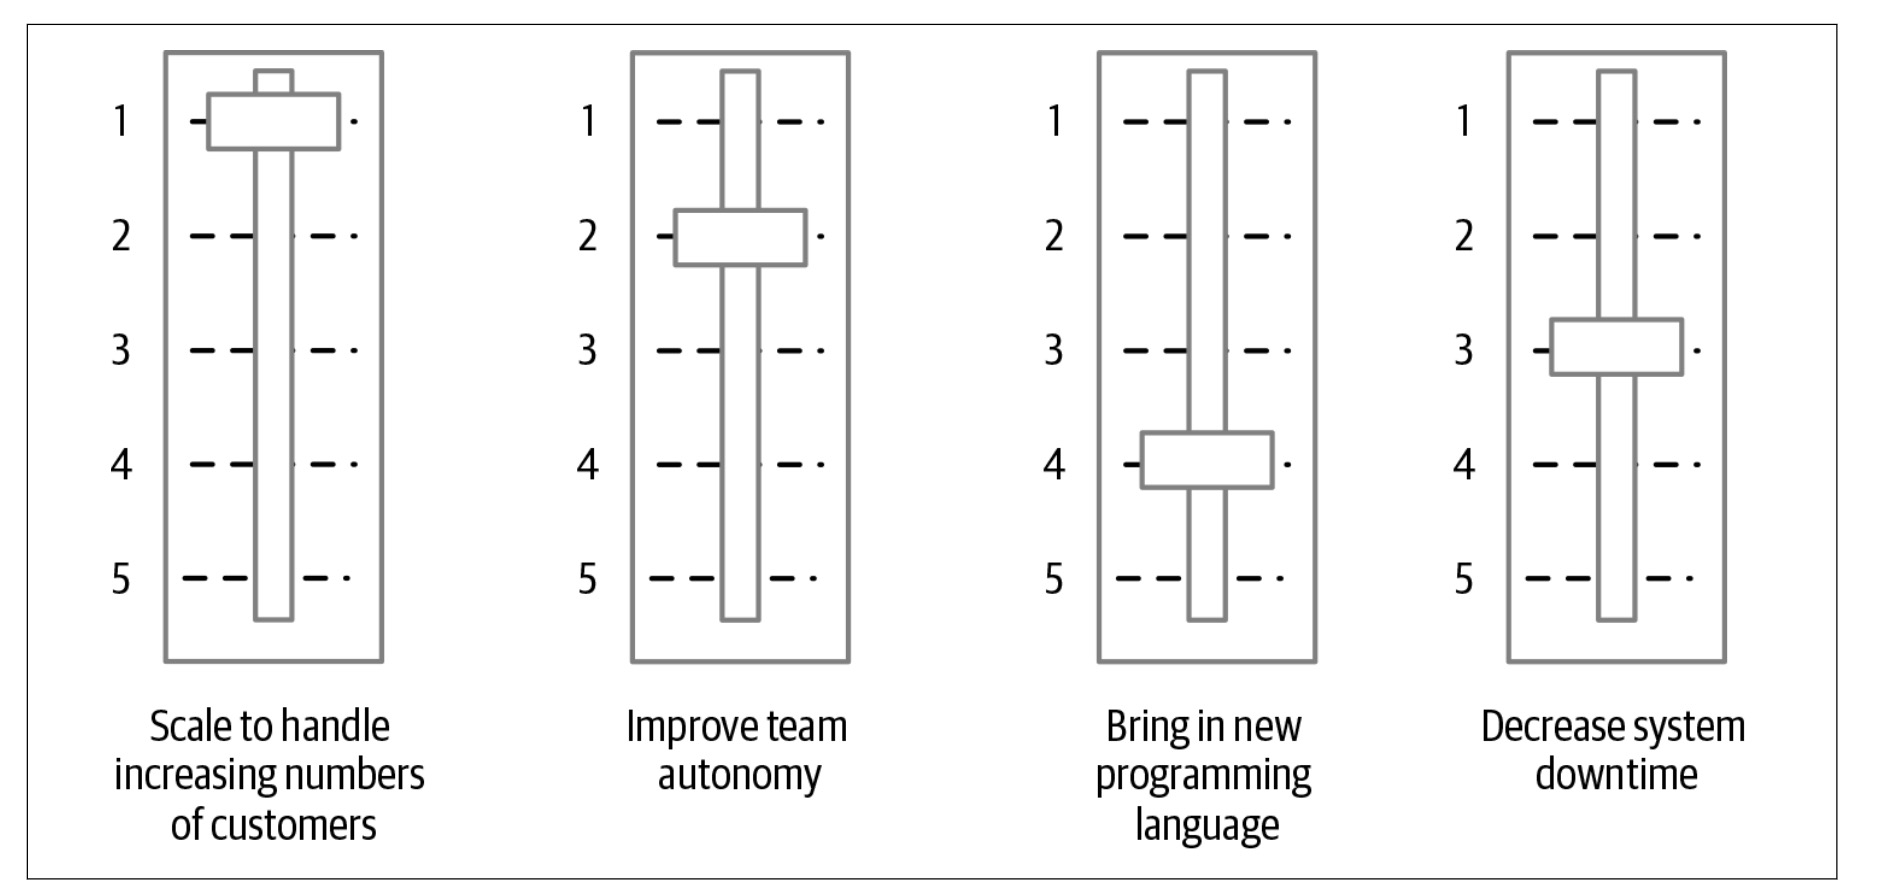 1
2
3
4
5
Scale to handle
increasing numbers
of customers
1
2
3
4
5
Improve team
autonomy
1
2
3
4
5
Bring in new
programming
language
1
2
3
4
5
Decrease system
downtime